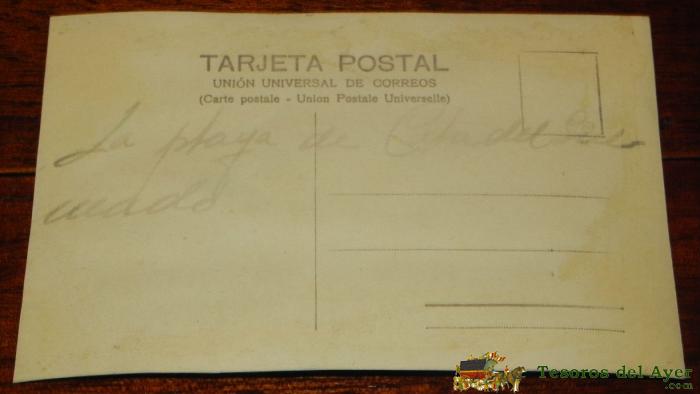 TARJETA POSTAL
UNIÓN UNIVERSAL DE CORREOS
(Carte postale - Union Postale Universelle)
La playa de
Tesoros del Ayer
.com